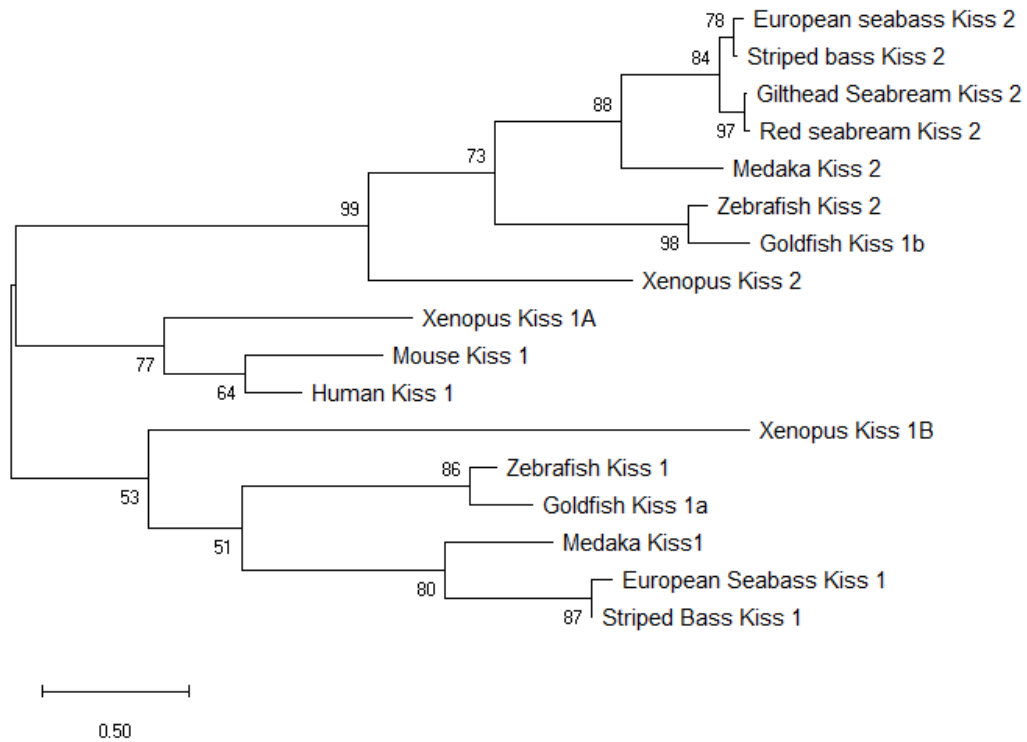 78
European seabass Kiss 2
84
Striped bass Kiss 2
Gilthead Seabream Kiss 2
88
97
Red seabream Kiss 2
73
Medaka Kiss 2
99
Zebrafish Kiss 2
98
Goldfish Kiss 1b
Xenopus Kiss 2
Xenopus Kiss 1A
77
Mouse Kiss 1
64
Human Kiss 1
Xenopus Kiss 1B
53
86
Zebrafish Kiss 1
Goldfish Kiss 1a
51
Medaka Kiss1
80
European Seabass Kiss 1
87
Striped Bass Kiss 1
0.50